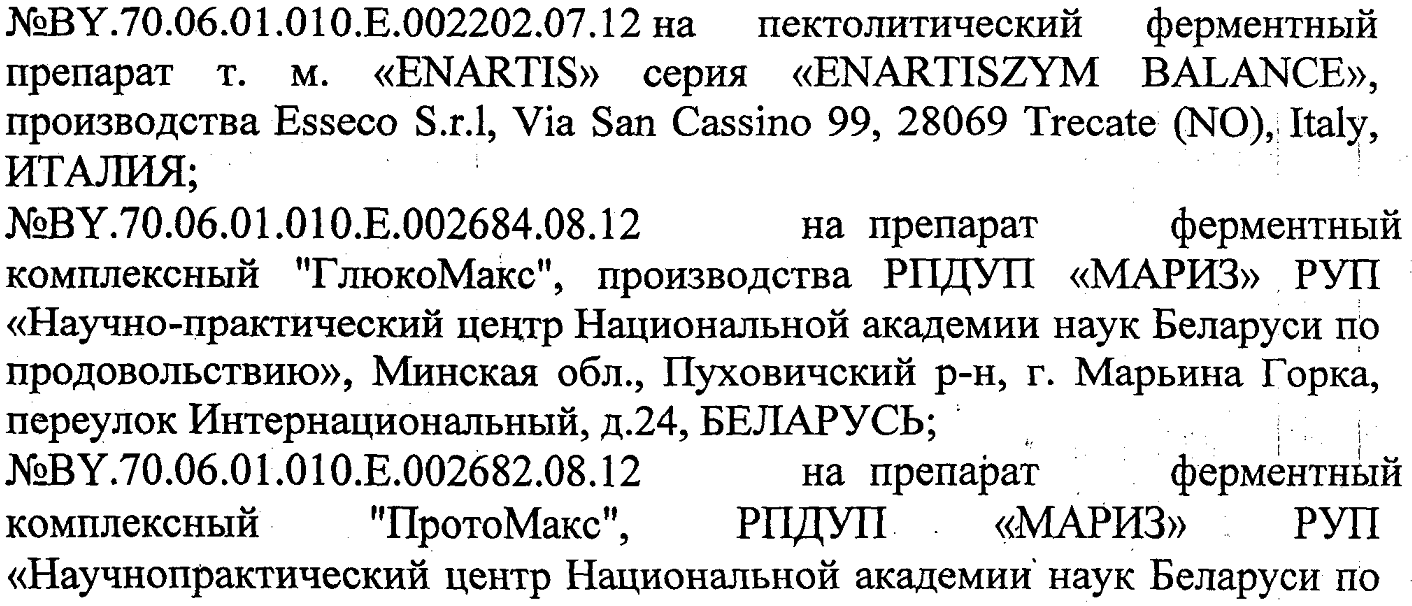 №BY.70.06.01.010.E.002202.07.12 на пектолитический ферментный
препарат т. м. «ENARTIS» серия «ENARTISZYM BALANCE»,
производства Esseco S.r.l, Via San Cassino 99, 28069 Trecate (NO), Italy,
ИТАЛИЯ;
№BY.70.06.01.010.E.002684.08.12 на препарат ферментный
комплексный "ГлюкоМакс", производства РПДУП «МАРИЗ» РУП
«Научно-практический центр Национальной академии наук Беларуси по
продовольствию», Минская обл., Пуховичский р-н, г. Марьина Горка,
переулок Интернациональный, д.24, БЕЛАРУСЬ;
№BY.70.06.01.010.E.002682.08.12 на препарат ферментный
комплексный "ПротоМакс", РПДУП «МАРИЗ» РУП
«Научнопрактический центр Национальной академии наук Беларуси по